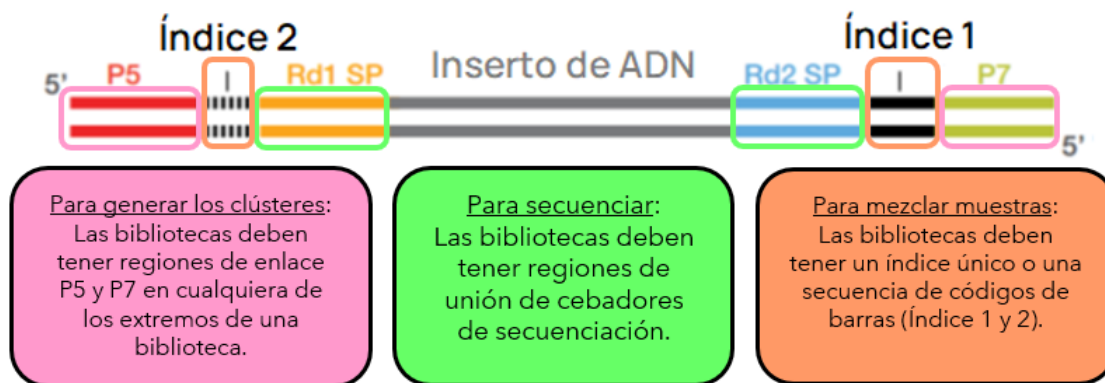 Índice 2
Índice 1
5’ P5 I Rd1 SP Inserto de ADN Rd2 SP I P7
5’
Para generar los clústeres:
Las bibliotecas deben
tener regiones de enlace
P5 y P7 en cualquiera de
los extremos de una
biblioteca.
Para secuenciar:
Las bibliotecas deben
tener regiones de
unión de cebadores
de secuenciación.
Para mezclar muestras:
Las bibliotecas deben
tener un índice único o una
secuencia de códigos de
barras (Índice 1 y 2).